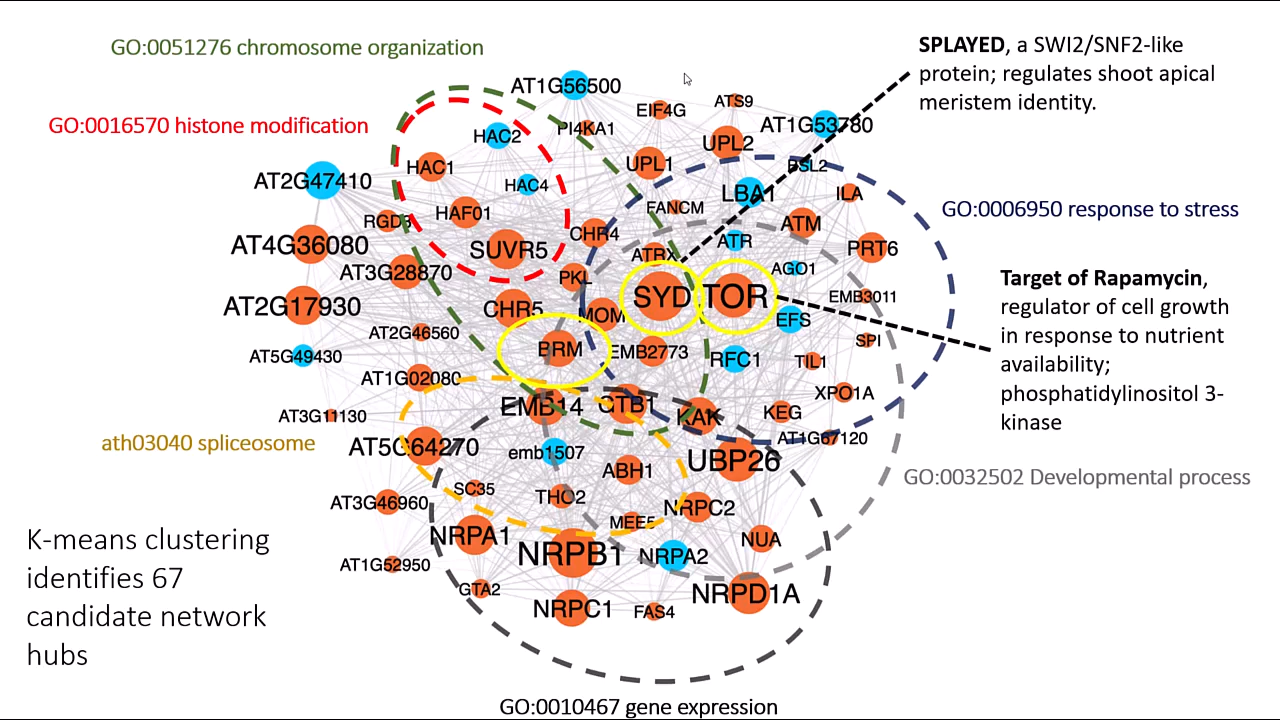 GO:0051276 chromosome organization
SPLAYED, a SWI2/SNF2-like
protein; regulates shoot apical
meristem identity.
AT1G56500
EIF4G
ATS9
GO:0016570 histone modification
HAC2
PI4KA1
AT1G53780
UPL2
HAC1
UPL1
BSL2
AT2G47410
HAC4
LBA1
ILA
GO:0006950 response to stress
RGD3
HAF01
FANCM
ATM
CHR4
AT4G36080
SUVR5
ATRX
ATR
PRT6
AT3G28870
PKL
AGO1
Target of Rapamycin,
regulator of cell growth
in response to nutrient
availability;
phosphatidylinositol 3-
kinase
AT2G17930
CHR5
MOM
SYD
TOR
EMB3011
EFS
AT2G46560
SPI
AT5G49430
BRM
EMB2773
RFC1
TIL1
AT1G02080
XPO1A
AT3G11130
EMB14
GTB1
KAK
KEG
ath03040 spliceosome
AT5G64270
emb1507
UBP26
AT1G67120
ABH1
GO:0032502 Developmental process
AT3G46960
SC35
THO2
NRPC2
MEE5
K-means clustering
identifies 67
candidate network
hubs
NRPA1
NRPB1
NRPA2
NUA
AT1G52950
GTA2
NRPC1
FAS4
NRPD1A
GO:0010467 gene expression